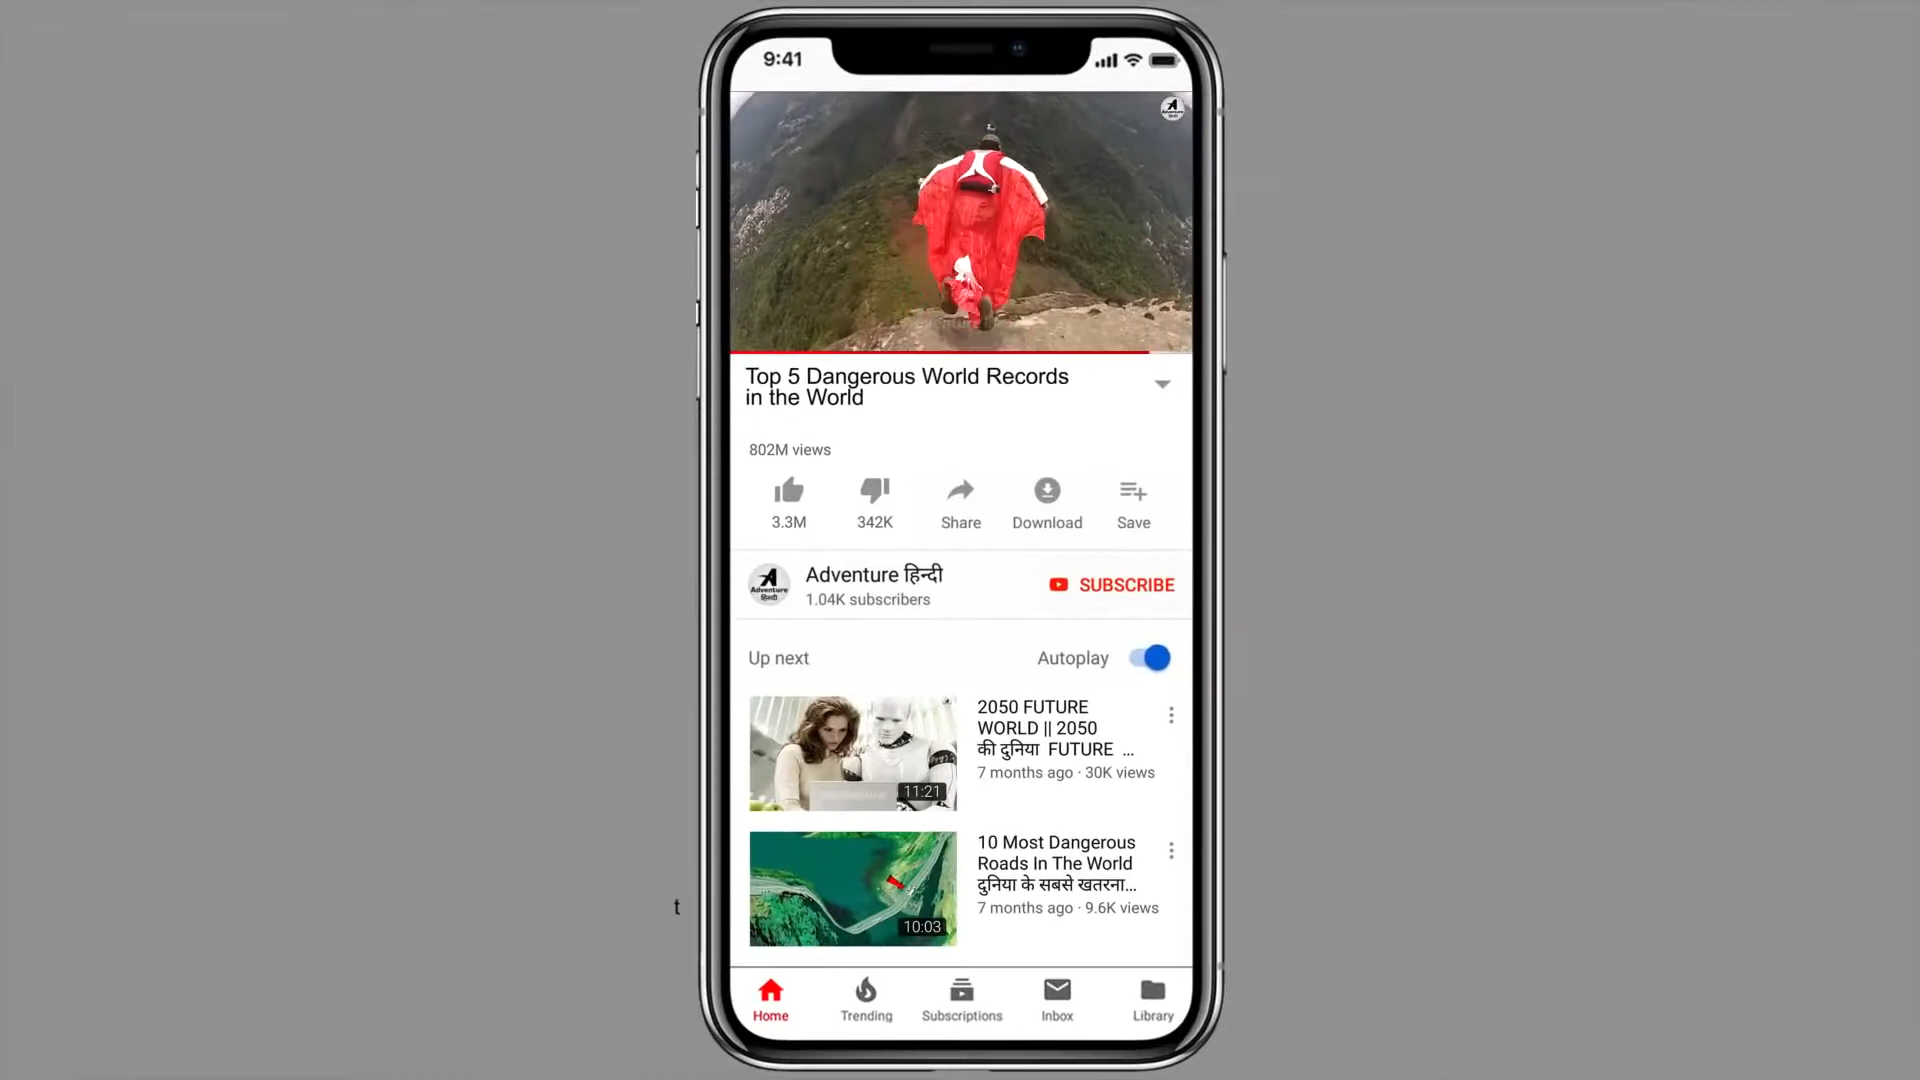 9:41
A
Adventure
हिन्दी
Top 5 Dangerous World Records
in the World
802M views
3.3M
342K
Share
Download
Save
A
Adventure
हिन्दी
Adventure हिन्दी
1.04K subscribers
SUBSCRIBE
Up next
Autoplay
2050 FUTURE
WORLD || 2050
की दुनिया FUTURE ...
7 months ago · 30K views
11:21
10 Most Dangerous
Roads In The World
दुनिया के सबसे खतरना...
7 months ago · 9.6K views
10:03
t
Home
Trending
Subscriptions
Inbox
Library